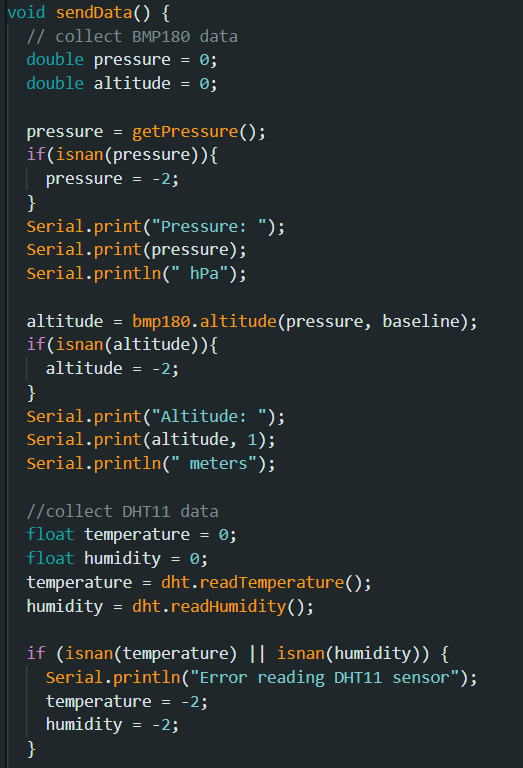 void sendData() {
  // collect BMP180 data
  double pressure = 0;
  double altitude = 0;

  pressure = getPressure();
  if(isnan(pressure)){
    pressure = -2;
  }
  Serial.print("Pressure: ");
  Serial.print(pressure);
  Serial.println(" hPa");

  altitude = bmp180.altitude(pressure, baseline);
  if(isnan(altitude)){
    altitude = -2;
  }
  Serial.print("Altitude: ");
  Serial.print(altitude, 1);
  Serial.println(" meters");

  //collect DHT11 data
  float temperature = 0;
  float humidity = 0;
  temperature = dht.readTemperature();
  humidity = dht.readHumidity();

  if (isnan(temperature) || isnan(humidity)) {
    Serial.println("Error reading DHT11 sensor");
    temperature = -2;
    humidity = -2;
  }